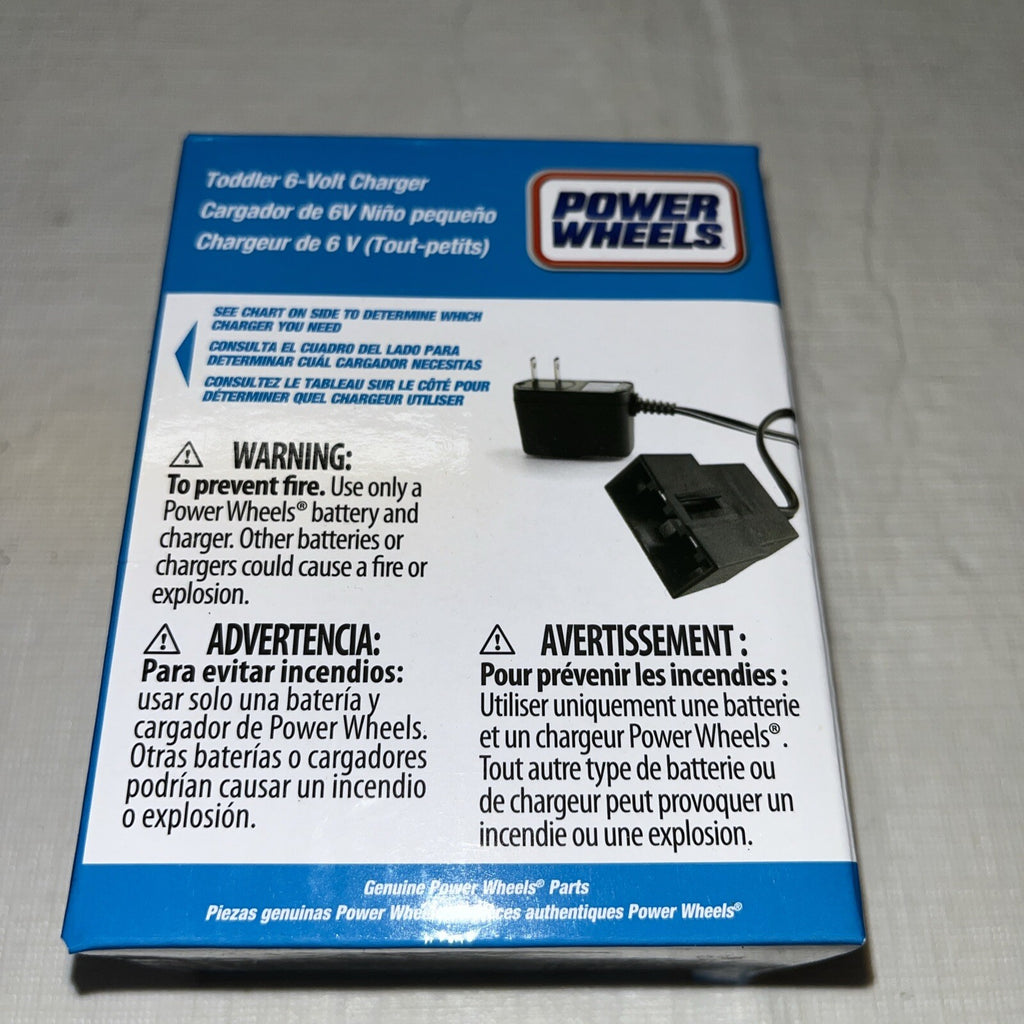 Toddler 6-Volt Charger
Cargador de 6V Niño pequeño
Chargeur de 6 V (Tout-petits)
POWER
WHEELS
SEE CHART ON SIDE TO DETERMINE WHICH
CHARGER YOU NEED
CONSULTA EL CUADRO DEL LADO PARA
DETERMINAR CUÁL CARGADOR NECESITAS
CONSULTEZ LE TABLEAU SUR LE CÔTÉ POUR
DÉTERMINER QUEL CHARGEUR UTILISER
WARNING:
To prevent fire. Use only a
Power Wheels® battery and
charger. Other batteries or
chargers could cause a fire or
explosion.
ADVERTENCIA:
Para evitar incendios:
usar solo una batería y
cargador de Power Wheels.
Otras baterías o cargadores
podrían causar un incendio
o explosión.
AVERTISSEMENT :
Pour prévenir les incendies :
Utiliser uniquement une batterie
et un chargeur Power Wheels®.
Tout autre type de batterie ou
de chargeur peut provoquer un
incendie ou une explosion.
Genuine Power Wheels® Parts
Piezas genuinas Power authentiques Power Wheels®